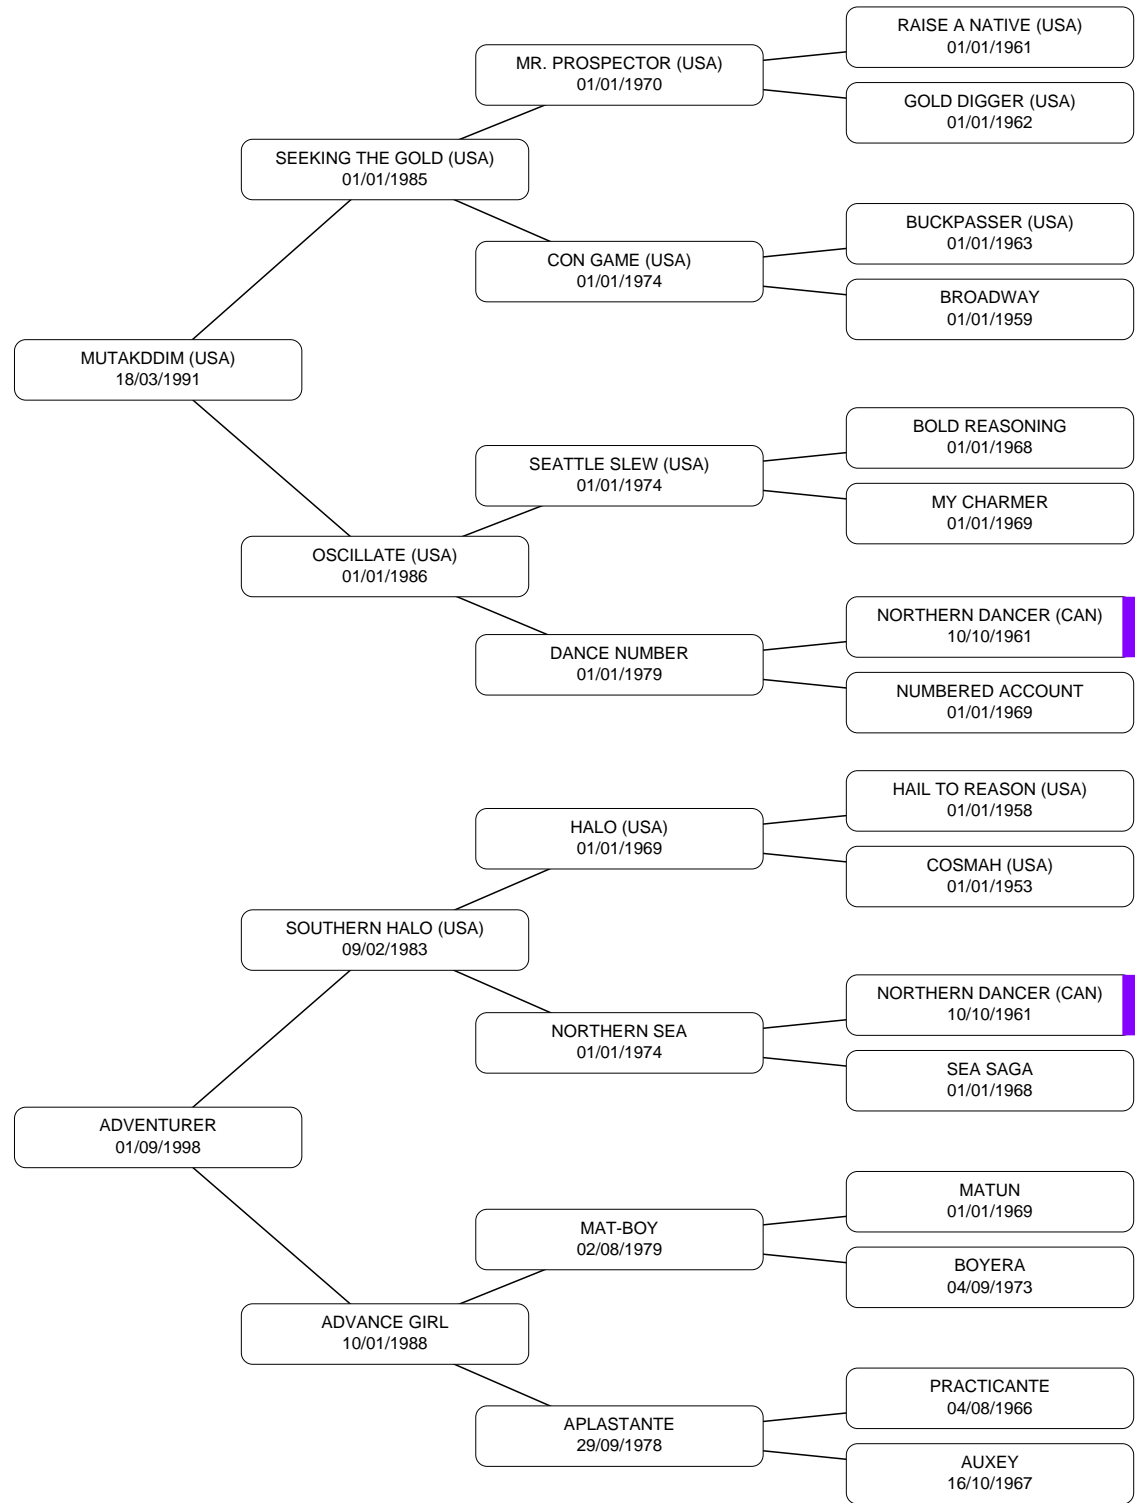 RAISE A NATIVE (USA)
01/01/1961
MR. PROSPECTOR (USA)
01/01/1970
GOLD DIGGER (USA)
01/01/1962
SEEKING THE GOLD (USA)
01/01/1985
BUCKPASSER (USA)
01/01/1963
CON GAME (USA)
01/01/1974
BROADWAY
01/01/1959
MUTAKDDIM (USA)
18/03/1991
BOLD REASONING
01/01/1968
SEATTLE SLEW (USA)
01/01/1974
MY CHARMER
01/01/1969
OSCILLATE (USA)
01/01/1986
NORTHERN DANCER (CAN)
10/10/1961
DANCE NUMBER
01/01/1979
NUMBERED ACCOUNT
01/01/1969
HAIL TO REASON (USA)
01/01/1958
HALO (USA)
01/01/1969
COSMAH (USA)
01/01/1953
SOUTHERN HALO (USA)
09/02/1983
NORTHERN DANCER (CAN)
10/10/1961
NORTHERN SEA
01/01/1974
SEA SAGA
01/01/1968
ADVENTURER
01/09/1998
MATUN
01/01/1969
MAT-BOY
02/08/1979
BOYERA
04/09/1973
ADVANCE GIRL
10/01/1988
PRACTICANTE
04/08/1966
APLASTANTE
29/09/1978
AUXEY
16/10/1967